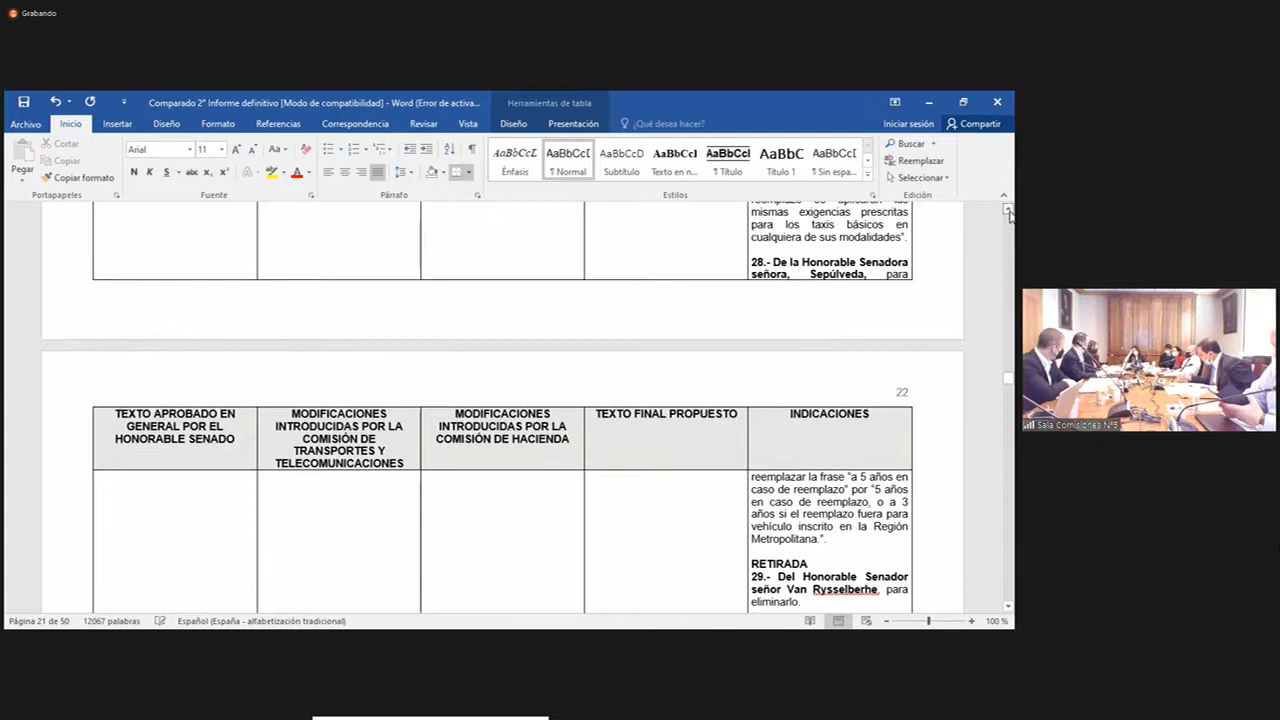 Grabando
Comparado 2° Informe definitivo [Modo de compatibilidad] - Word (Error de activa...
Herramientas de tabla
Archivo
Inicio
Insertar
Diseño
Formato
Referencias
Correspondencia
Revisar
Vista
Diseño
Presentación
¿Qué desea hacer?
Iniciar sesión
Compartir
Pegar
Cortar
Copiar
Copiar formato
Portapapeles
Arial
11
Aa
N K S abc x₂ x²
Fuente
Párrafo
AaBbCcL AaBbCcI AaBbCcD AaBbCcI AaBbCcI AaBbC AaBbCcI
Énfasis
¶ Normal
Subtítulo
Texto en n...
¶ Título
Título 1
¶ Sin espa...
Estilos
Buscar
Reemplazar
Seleccionar
Edición
reemplazo se aplicarán las
mismas exigencias prescritas
para los taxis básicos en
cualquiera de sus modalidades”.
28.- De la Honorable Senadora
señora, Sepúlveda, para
22
TEXTO APROBADO EN
GENERAL POR EL
HONORABLE SENADO
MODIFICACIONES
INTRODUCIDAS POR LA
COMISIÓN DE
TRANSPORTES Y
TELECOMUNICACIONES
MODIFICACIONES
INTRODUCIDAS POR LA
COMISIÓN DE HACIENDA
TEXTO FINAL PROPUESTO
INDICACIONES
reemplazar la frase “a 5 años en
caso de reemplazo” por “5 años
en caso de reemplazo, o a 3
años si el reemplazo fuera para
vehículo inscrito en la Región
Metropolitana.”.
RETIRADA
29.- Del Honorable Senador
señor Van Rysselberhe, para
eliminarlo.
Página 21 de 50
12067 palabras
Español (España - alfabetización tradicional)
100 %
Sala Comisiones N°5